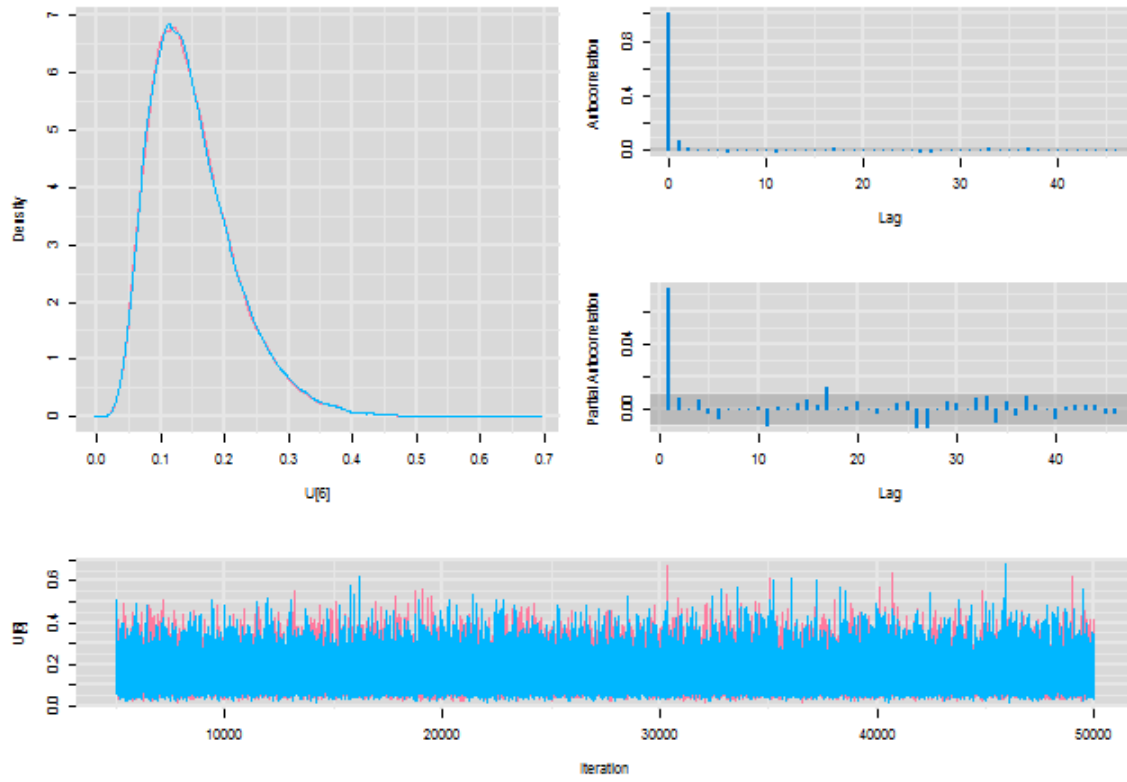 Density
7
6
5
4
3
2
1
0
0.0 0.1 0.2 0.3 0.4 0.5 0.6 0.7
U[6]
Autocorrelation
0.8
0.4
0.0
0 10 20 30 40
Lag
Partial Autocorrelation
0.04
0.00
0 10 20 30 40
Lag
U[6]
0.6
0.4
0.2
0.0
10000 20000 30000 40000 50000
Iteration